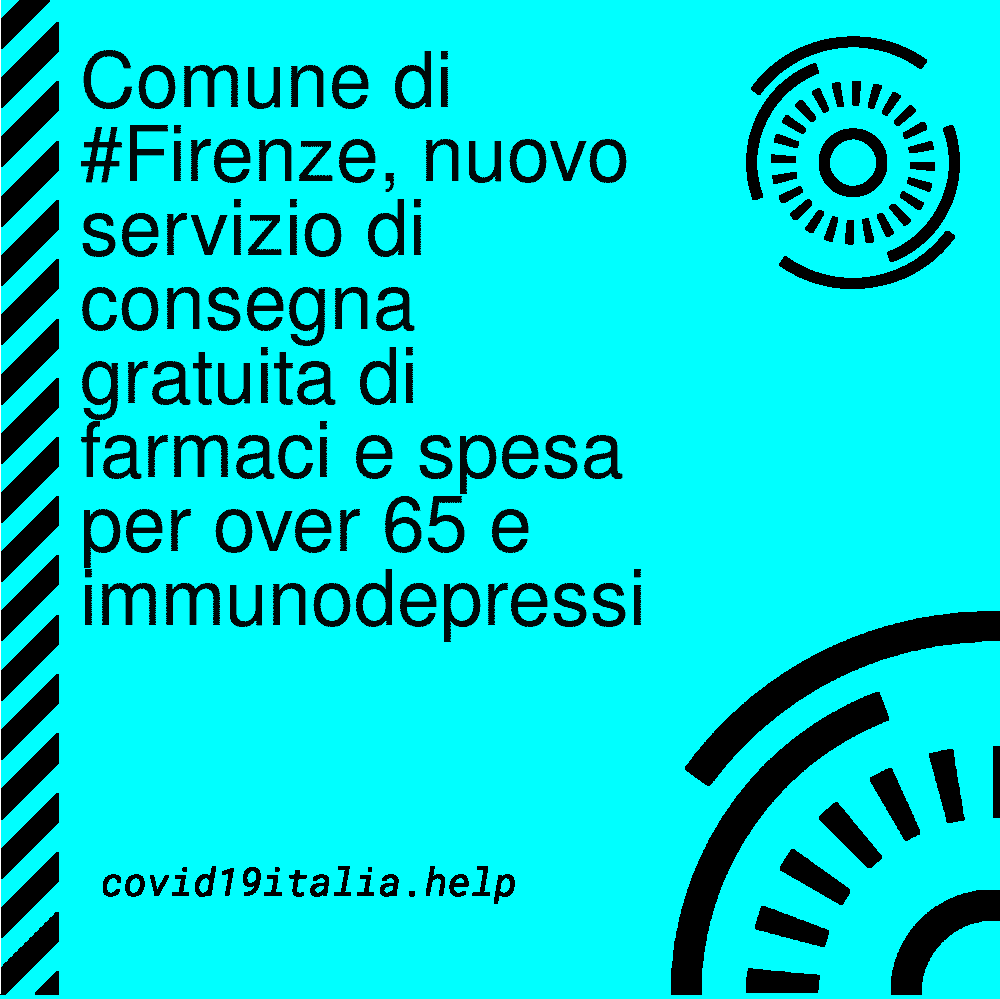 Comune di
#Firenze, nuovo
servizio di
consegna
gratuita di
farmaci e spesa
per over 65 e
immunodepressi
covid19italia.help